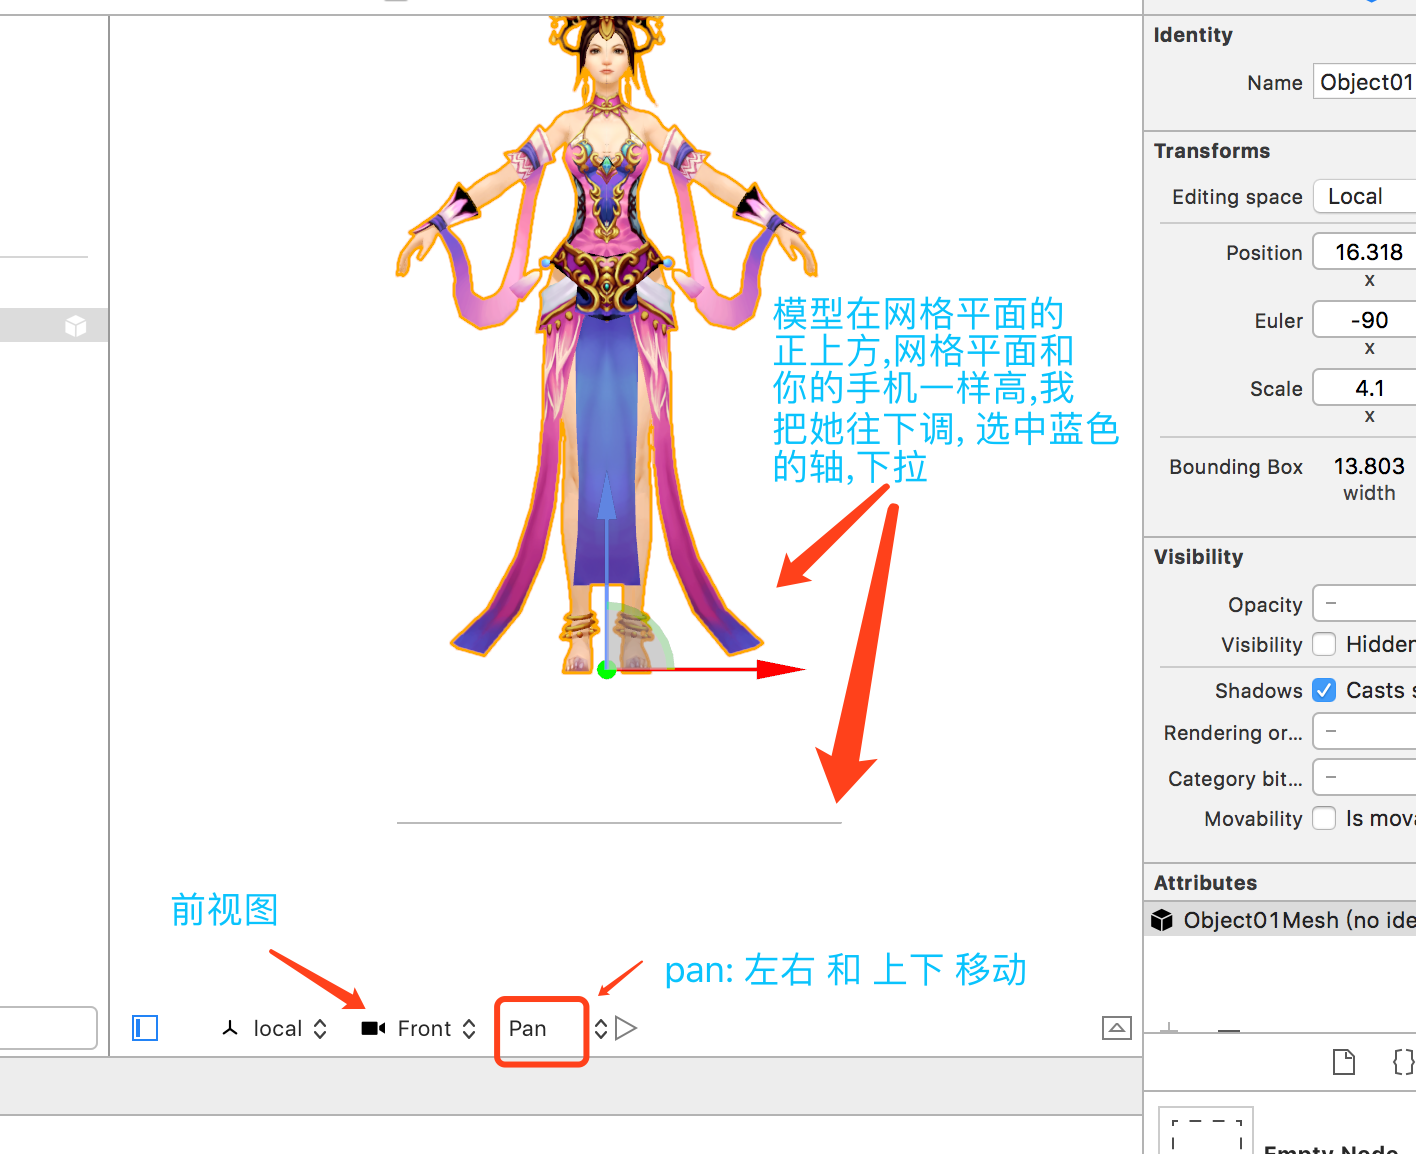 Identity
Name Object01
Transforms
Editing space Local
Position 16.318
x
Euler -90
x
Scale 4.1
x
Bounding Box 13.803
width
Visibility
Opacity –
Visibility Hidden
Shadows Casts s
Rendering or... –
Category bit... –
Movability Is mova
Attributes
Object01Mesh (no ide
模型在网格平面的
正上方,网格平面和
你的手机一样高,我
把她往下调, 选中蓝色
的轴,下拉
前视图
pan: 左右 和 上下 移动
local Front Pan
{}
Empty Node